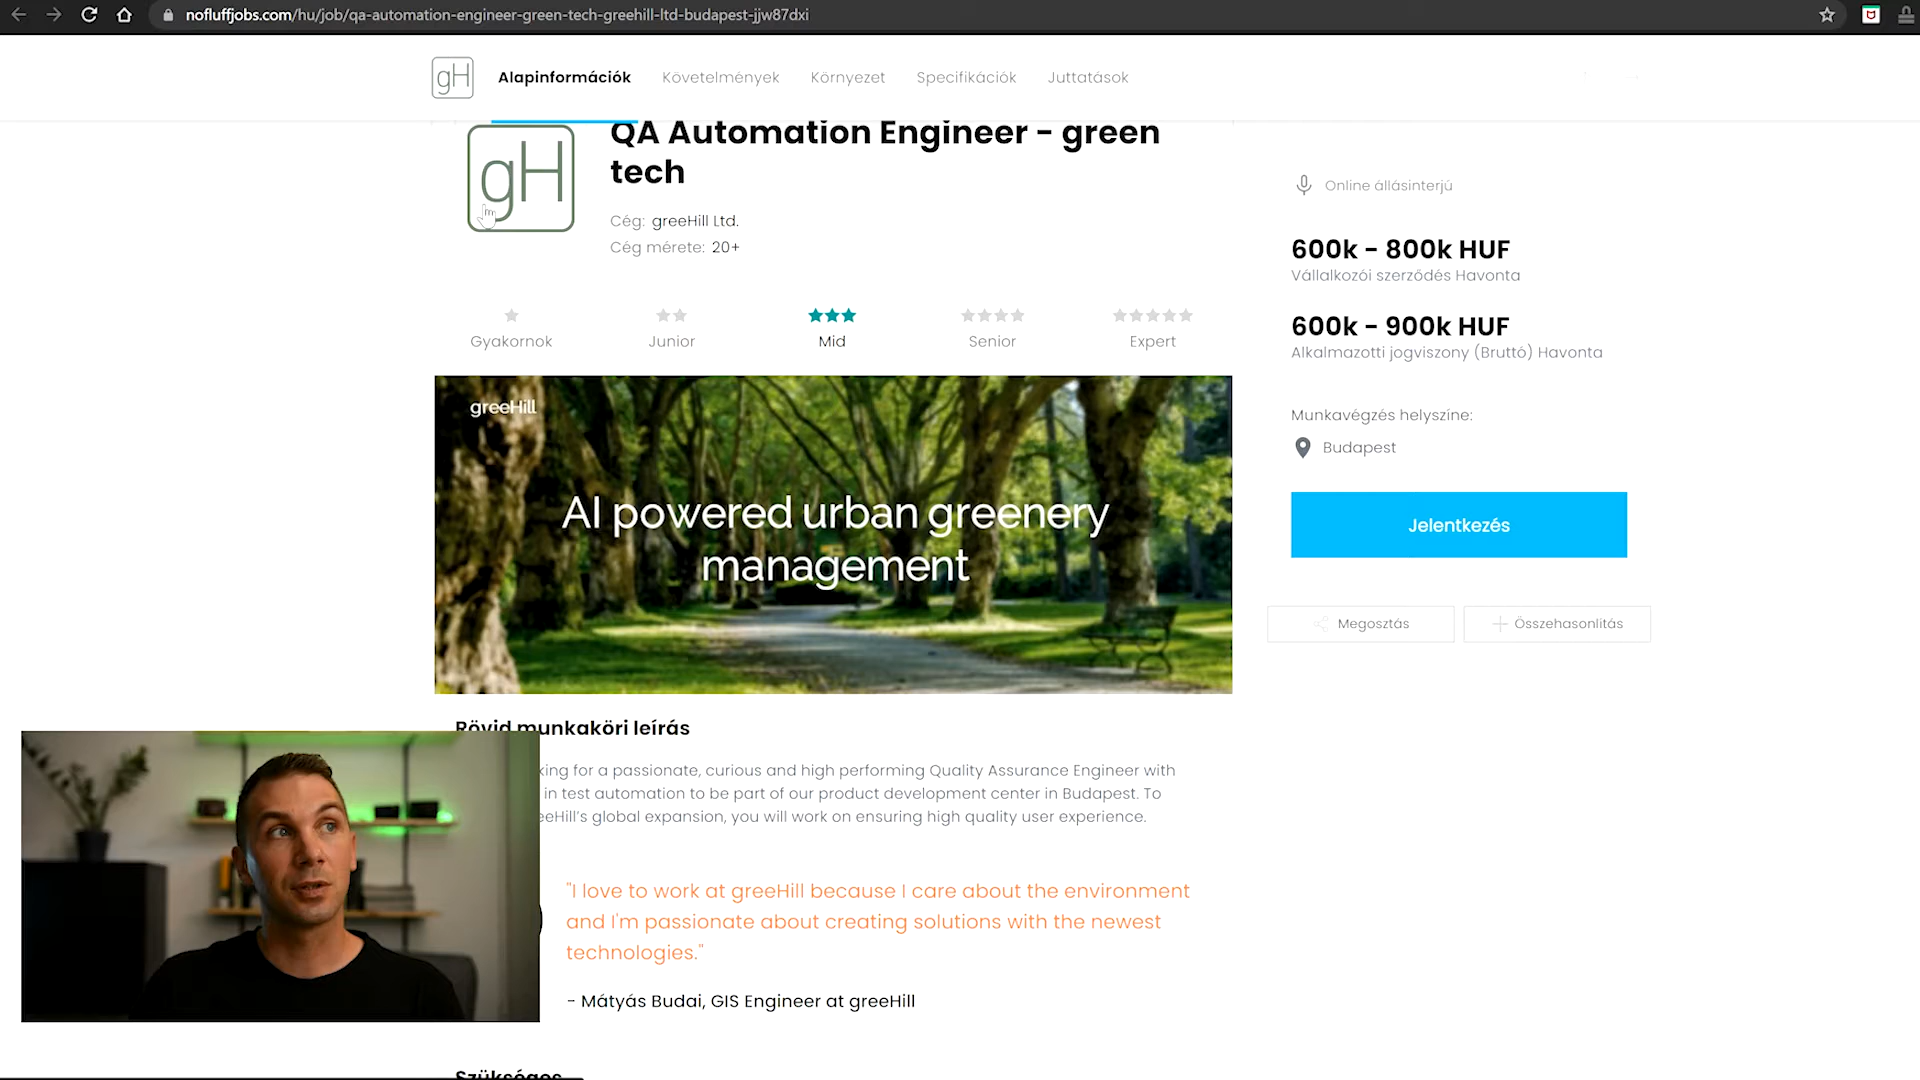 nofluffjobs.com/hu/job/qa-automation-engineer-green-tech-greehill-ltd-budapest-jjw87dxi
gH
Alapinformációk
Követelmények
Környezet
Specifikációk
Juttatások
gH
QA Automation Engineer - green
tech
Cég: greeHill Ltd.
Cég mérete: 20+
Online állásinterjú
600k - 800k HUF
Vállalkozói szerződés Havonta
600k - 900k HUF
Alkalmazotti jogviszony (Bruttó) Havonta
Munkavégzés helyszíne:
Budapest
Jelentkezés
Megosztás
Összehasonlítás
Gyakornok
Junior
Mid
Senior
Expert
greeHill
AI powered urban greenery
management
Rövid munkaköri leírás
king for a passionate, curious and high performing Quality Assurance Engineer with
in test automation to be part of our product development center in Budapest. To
eeHill's global expansion, you will work on ensuring high quality user experience.
"I love to work at greeHill because I care about the environment
and I'm passionate about creating solutions with the newest
technologies."
- Mátyás Budai, GIS Engineer at greeHill
Szükséges